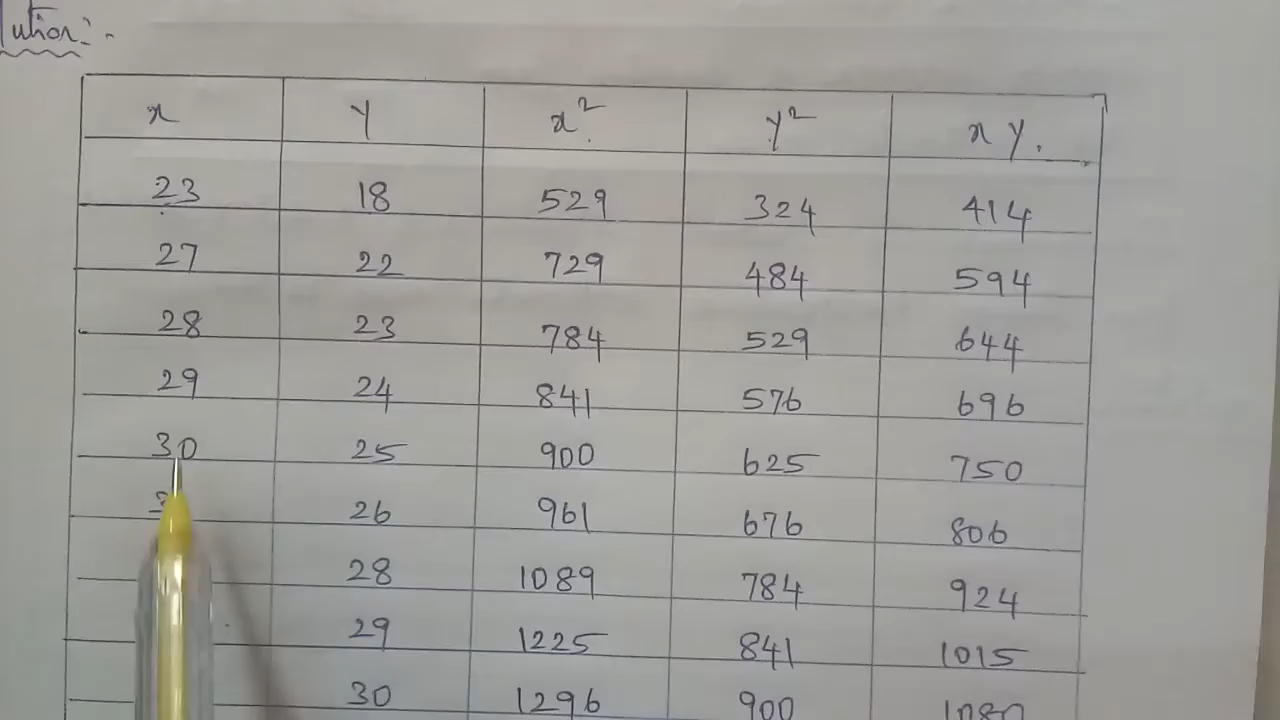 lution:-
x y x² y² xy.
23 18 529 324 414
27 22 729 484 594
28 23 784 529 644
29 24 841 576 696
30 25 900 625 750
26 961 676 806
28 1089 784 924
29 1225 841 1015
30 1296 900 1080